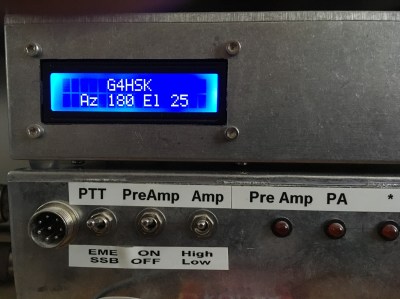 G4HSK
Az 180 El 25
PTT PreAmp Amp Pre Amp PA *
EME ON High
SSB OFF Low